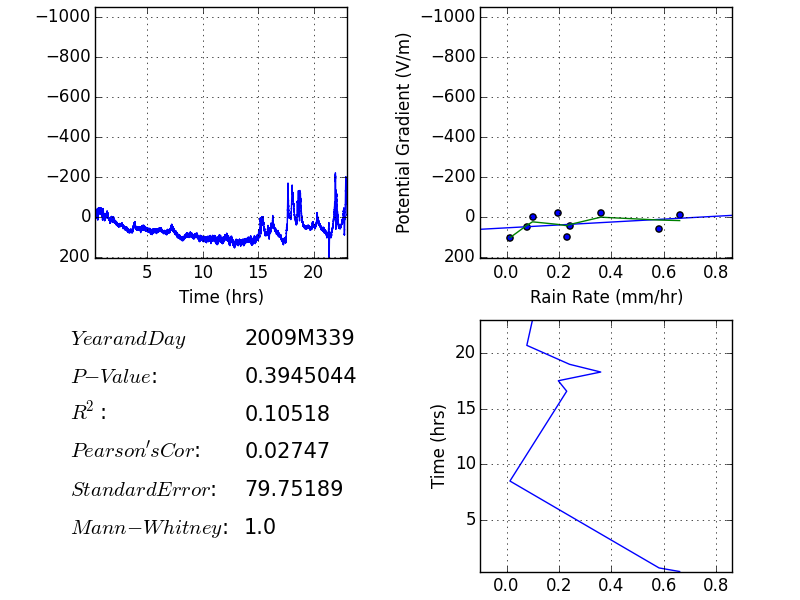 −1000
−800
−600
−400
−200
0
200
5 10 15 20
Time (hrs)
Potential Gradient (V/m)
−1000
−800
−600
−400
−200
0
200
0.0 0.2 0.4 0.6 0.8
Rain Rate (mm/hr)
YearandDay 2009M339
P−Value: 0.3945044
R²: 0.10518
Pearson′sCor: 0.02747
StandardError: 79.75189
Mann−Whitney: 1.0
Time (hrs)
20
15
10
5
0.0 0.2 0.4 0.6 0.8